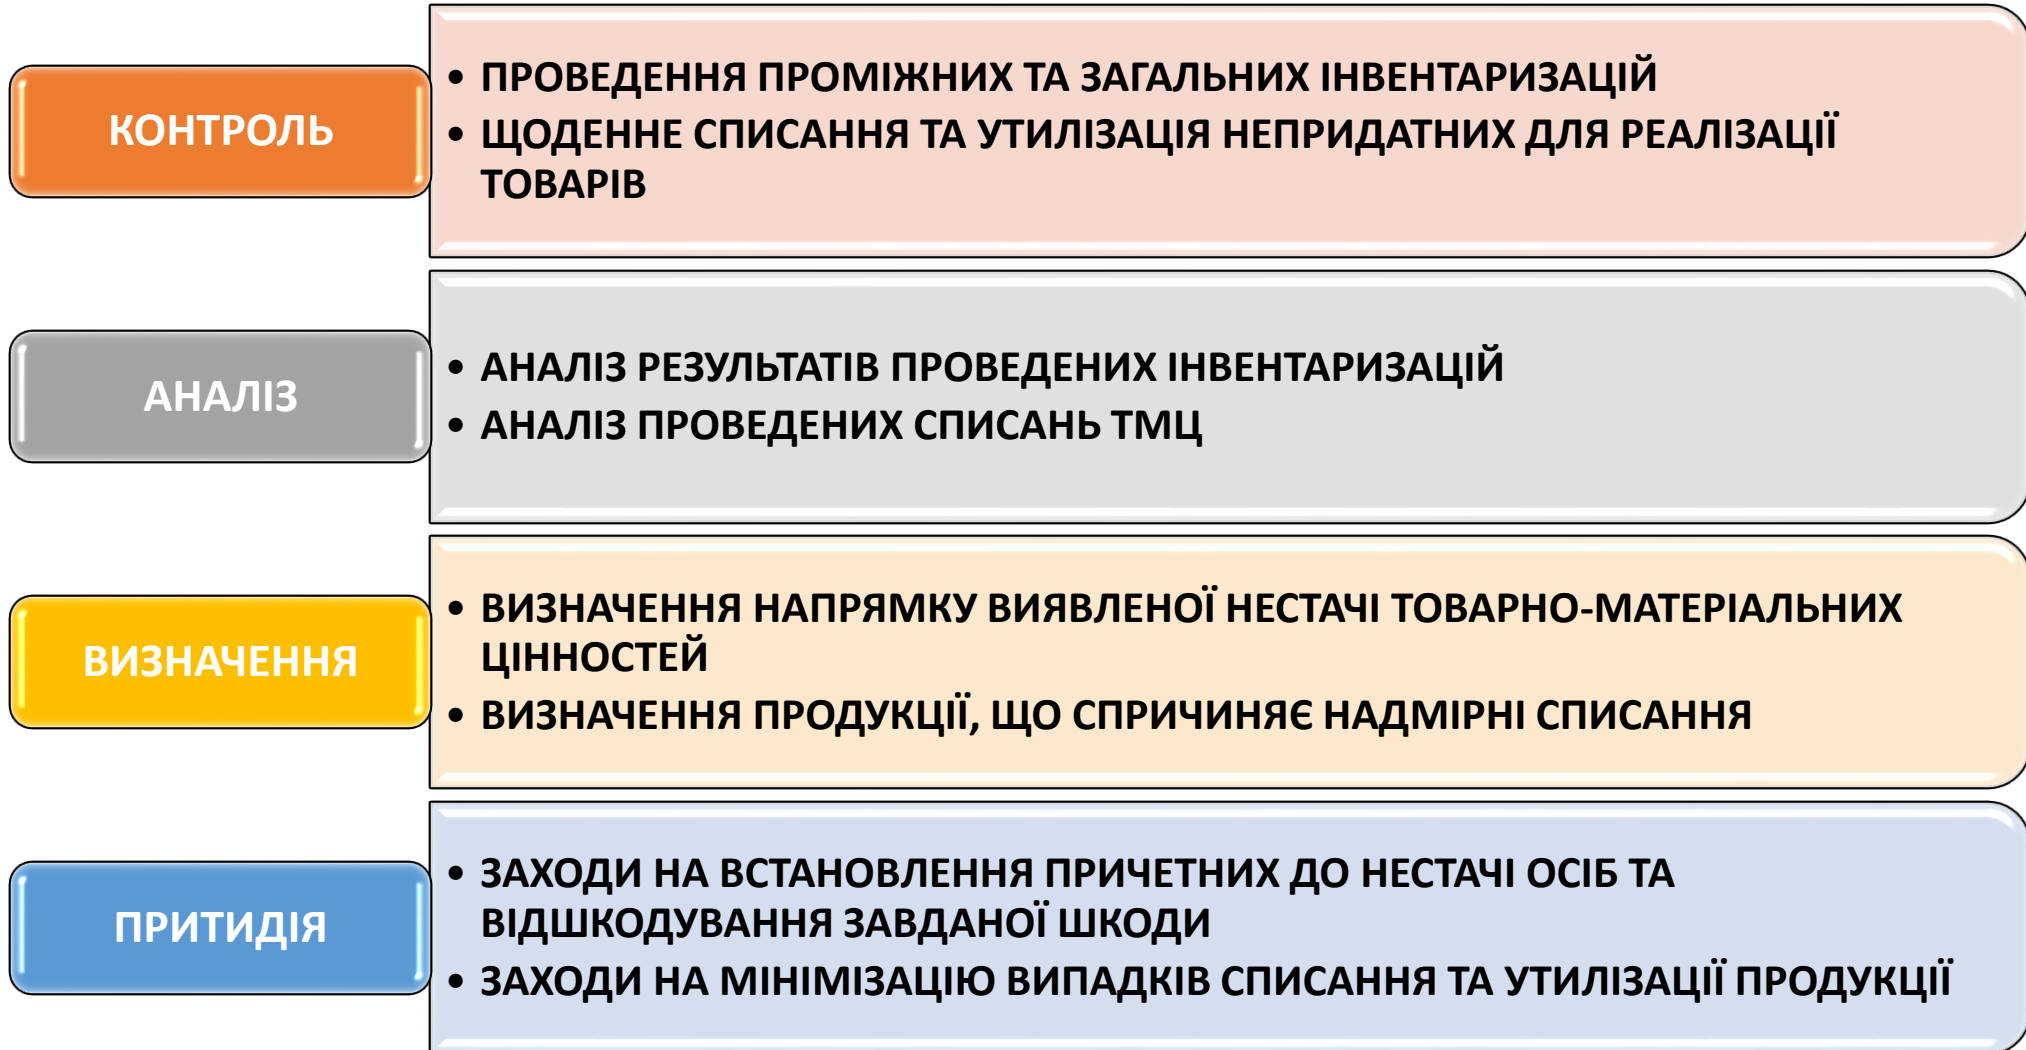 КОНТРОЛЬ
• ПРОВЕДЕННЯ ПРОМІЖНИХ ТА ЗАГАЛЬНИХ ІНВЕНТАРИЗАЦІЙ
• ЩОДЕННЕ СПИСАННЯ ТА УТИЛІЗАЦІЯ НЕПРИДАТНИХ ДЛЯ РЕАЛІЗАЦІЇ
ТОВАРІВ
АНАЛІЗ
• АНАЛІЗ РЕЗУЛЬТАТІВ ПРОВЕДЕНИХ ІНВЕНТАРИЗАЦІЙ
• АНАЛІЗ ПРОВЕДЕНИХ СПИСАНЬ ТМЦ
ВИЗНАЧЕННЯ
• ВИЗНАЧЕННЯ НАПРЯМКУ ВИЯВЛЕНОЇ НЕСТАЧІ ТОВАРНО-МАТЕРІАЛЬНИХ
ЦІННОСТЕЙ
• ВИЗНАЧЕННЯ ПРОДУКЦІЇ, ЩО СПРИЧИНЯЄ НАДМІРНІ СПИСАННЯ
ПРИТИДІЯ
• ЗАХОДИ НА ВСТАНОВЛЕННЯ ПРИЧЕТНИХ ДО НЕСТАЧІ ОСІБ ТА
ВІДШКОДУВАННЯ ЗАВДАНОЇ ШКОДИ
• ЗАХОДИ НА МІНІМІЗАЦІЮ ВИПАДКІВ СПИСАННЯ ТА УТИЛІЗАЦІЇ ПРОДУКЦІЇ